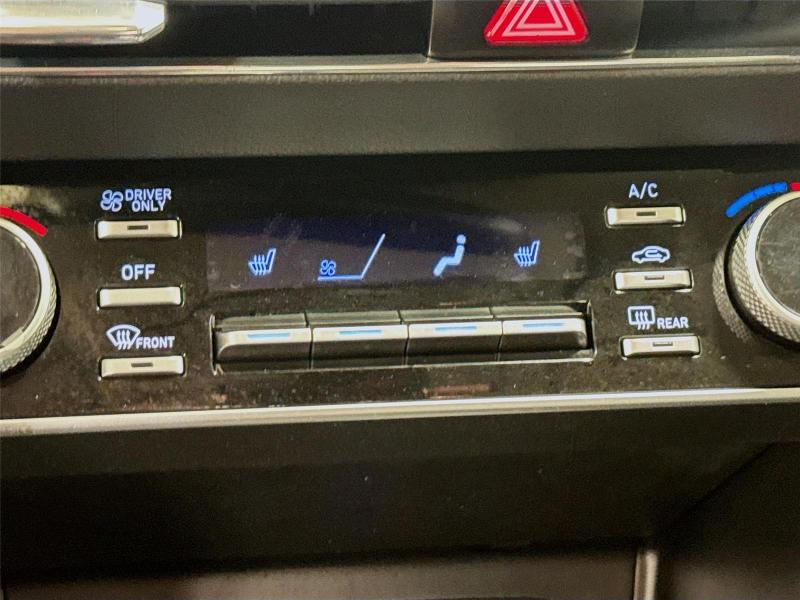 DRIVER
ONLY
A/C
OFF
FRONT
REAR